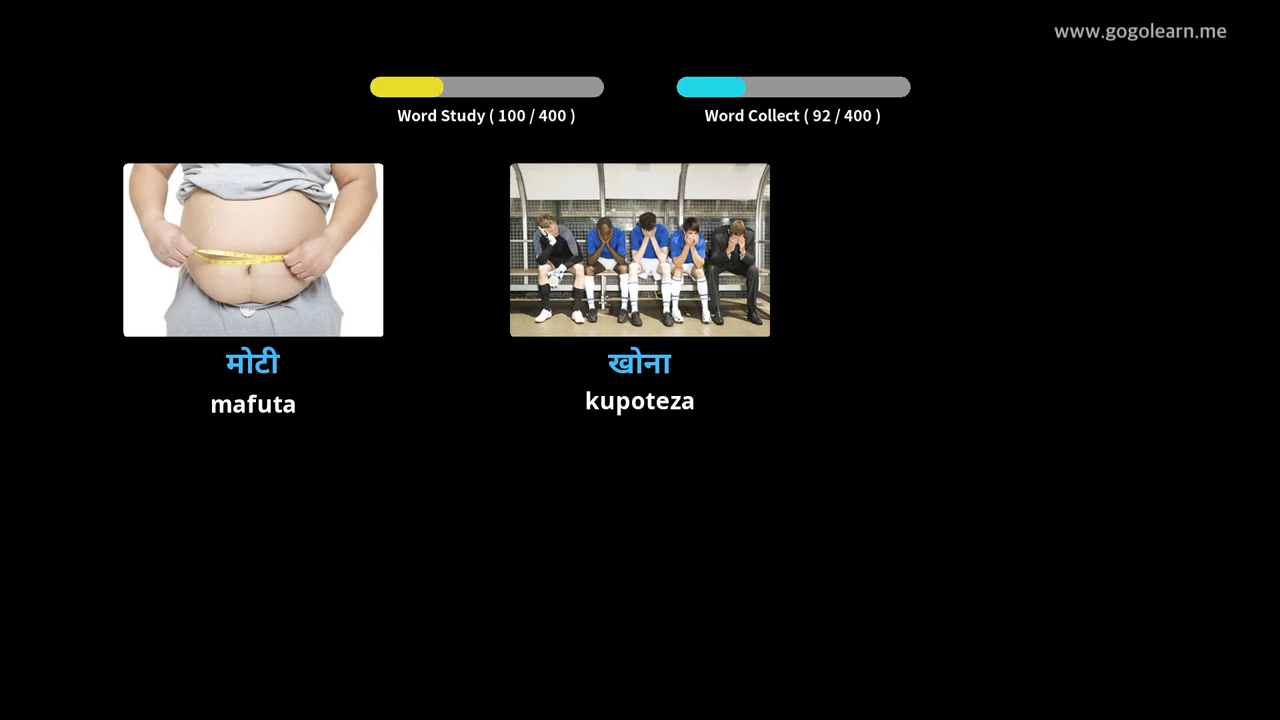 www.gogolearn.me
Word Study ( 100 / 400 )
Word Collect ( 92 / 400 )
मोटी
mafuta
खोना
kupoteza